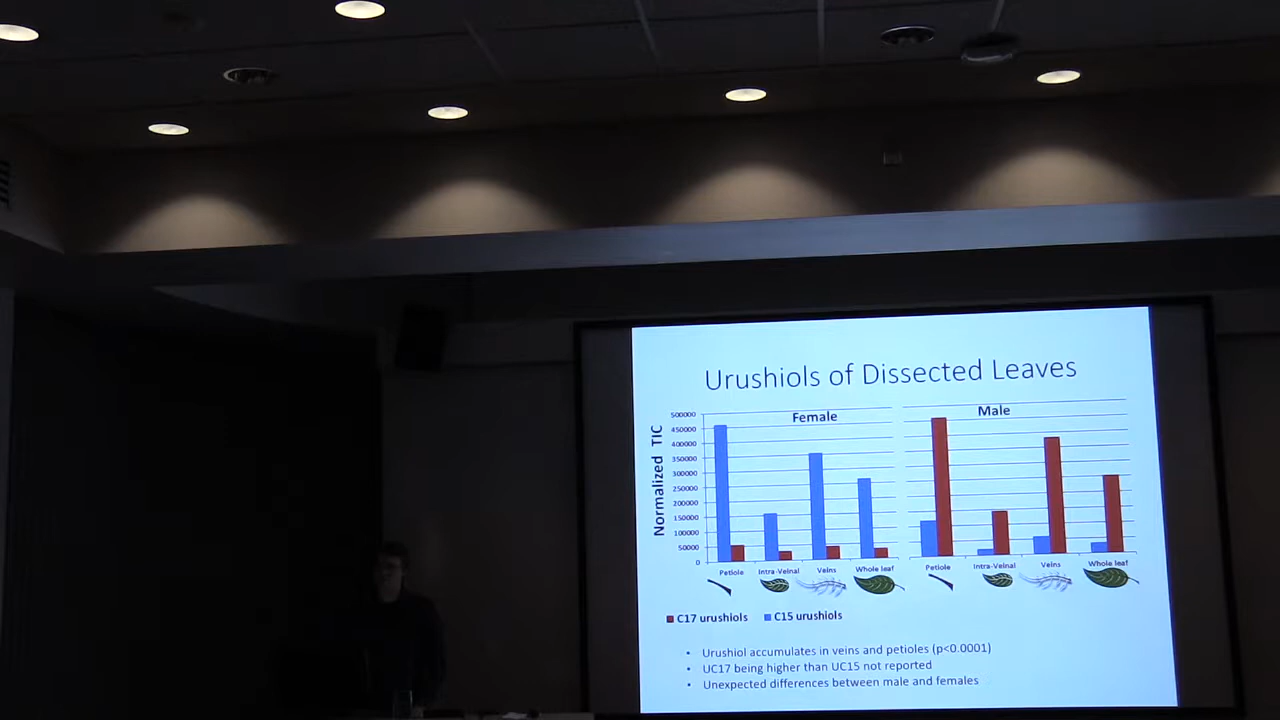 Urushiols of Dissected Leaves
Female
Male
Normalized TIC
500000
450000
400000
350000
300000
250000
200000
150000
100000
50000
0
Petiole Intra-Veinal Veins Whole leaf
Petiole Intra-Veinal Veins Whole leaf
C17 urushiols C15 urushiols
• Urushiol accumulates in veins and petioles (p<0.0001)
• UC17 being higher than UC15 not reported
• Unexpected differences between male and females